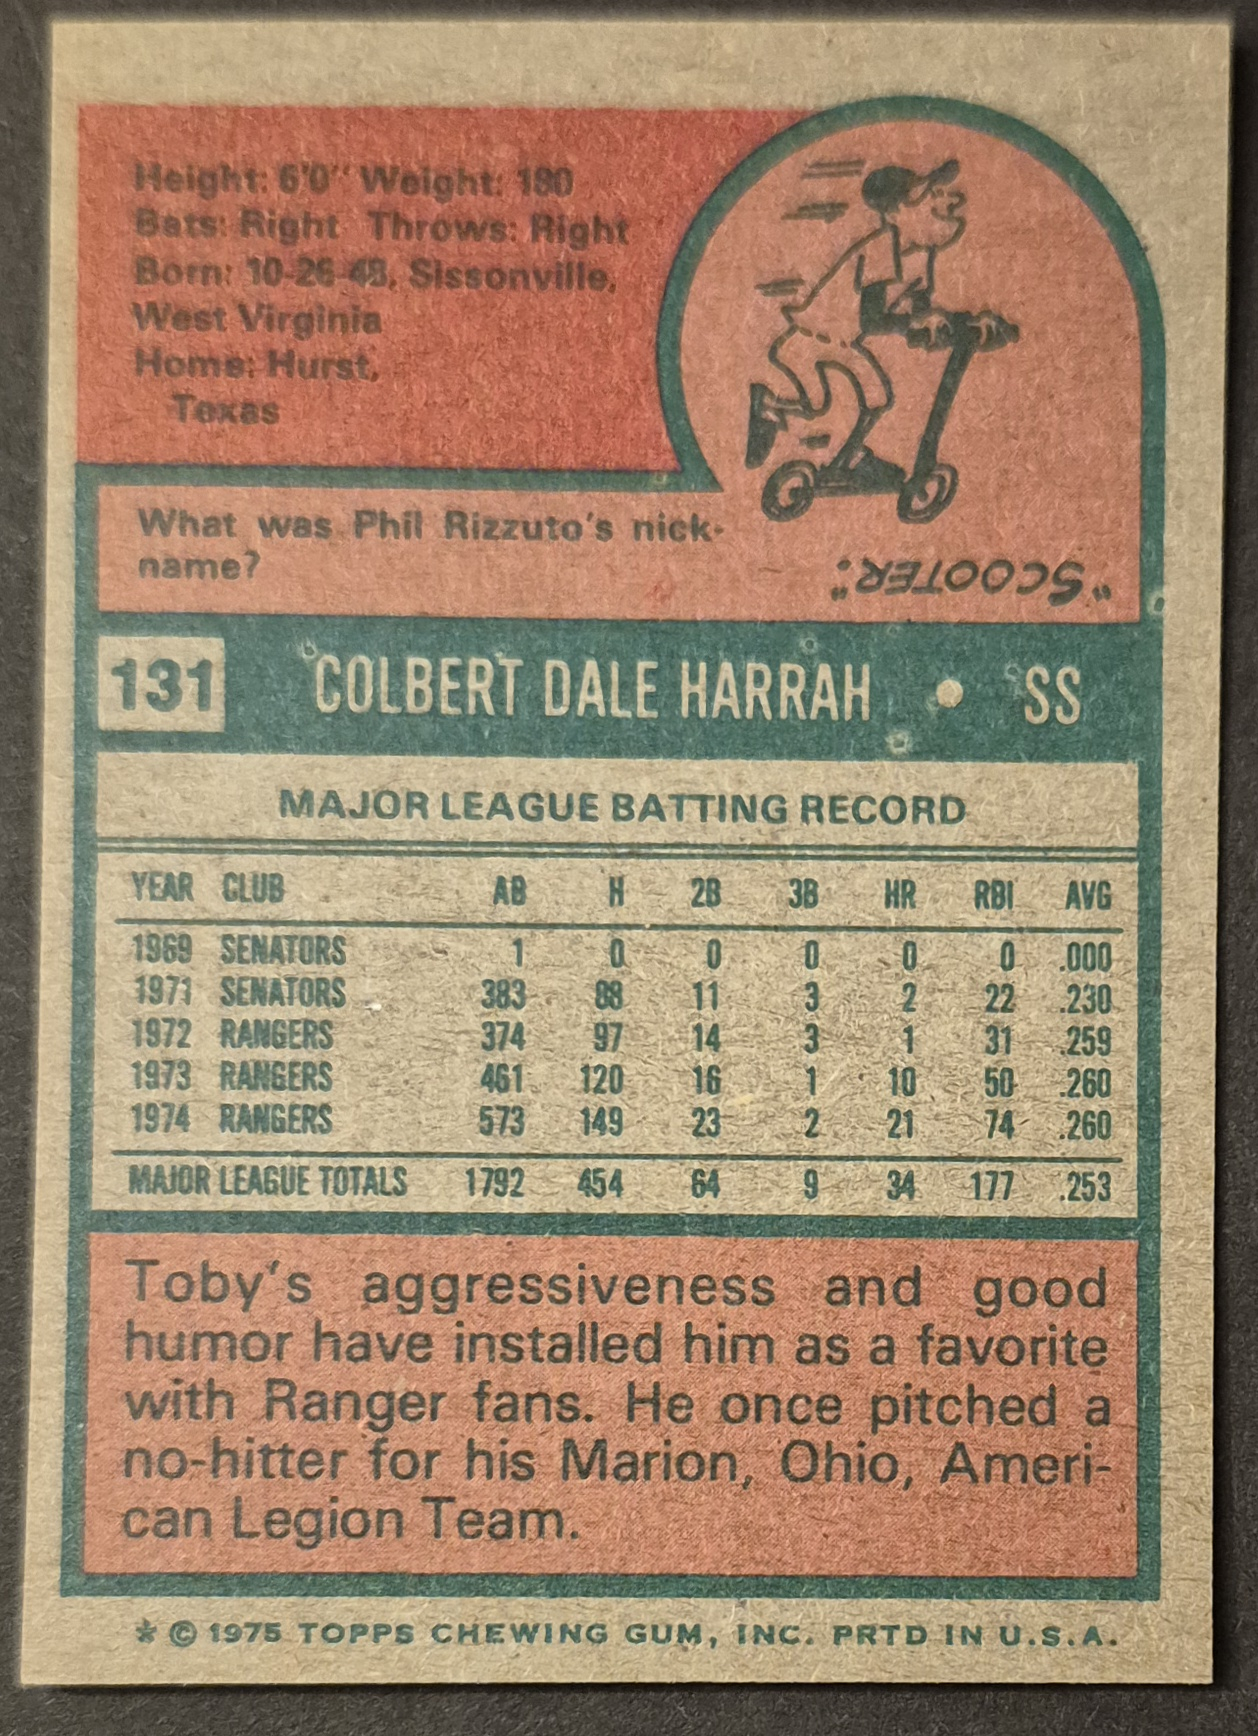 Height: 6'0" Weight: 180
Bats: Right Throws: Right
Born: 10-26-48, Sissonville,
West Virginia
Home: Hurst,
Texas
What was Phil Rizzuto's nick-
name?
"SCOOTER."
131 COLBERT DALE HARRAH • SS
MAJOR LEAGUE BATTING RECORD
YEAR CLUB AB H 2B 3B HR RBI AVG
1969 SENATORS 1 0 0 0 0 0 .000
1971 SENATORS 383 88 11 3 2 22 .230
1972 RANGERS 374 97 14 3 1 31 .259
1973 RANGERS 461 120 16 1 10 50 .260
1974 RANGERS 573 149 23 2 21 74 .260
MAJOR LEAGUE TOTALS 1792 454 64 9 34 177 .253
Toby's aggressiveness and good
humor have installed him as a favorite
with Ranger fans. He once pitched a
no-hitter for his Marion, Ohio, Ameri-
can Legion Team.
* © 1975 TOPPS CHEWING GUM, INC. PRTD IN U.S.A.